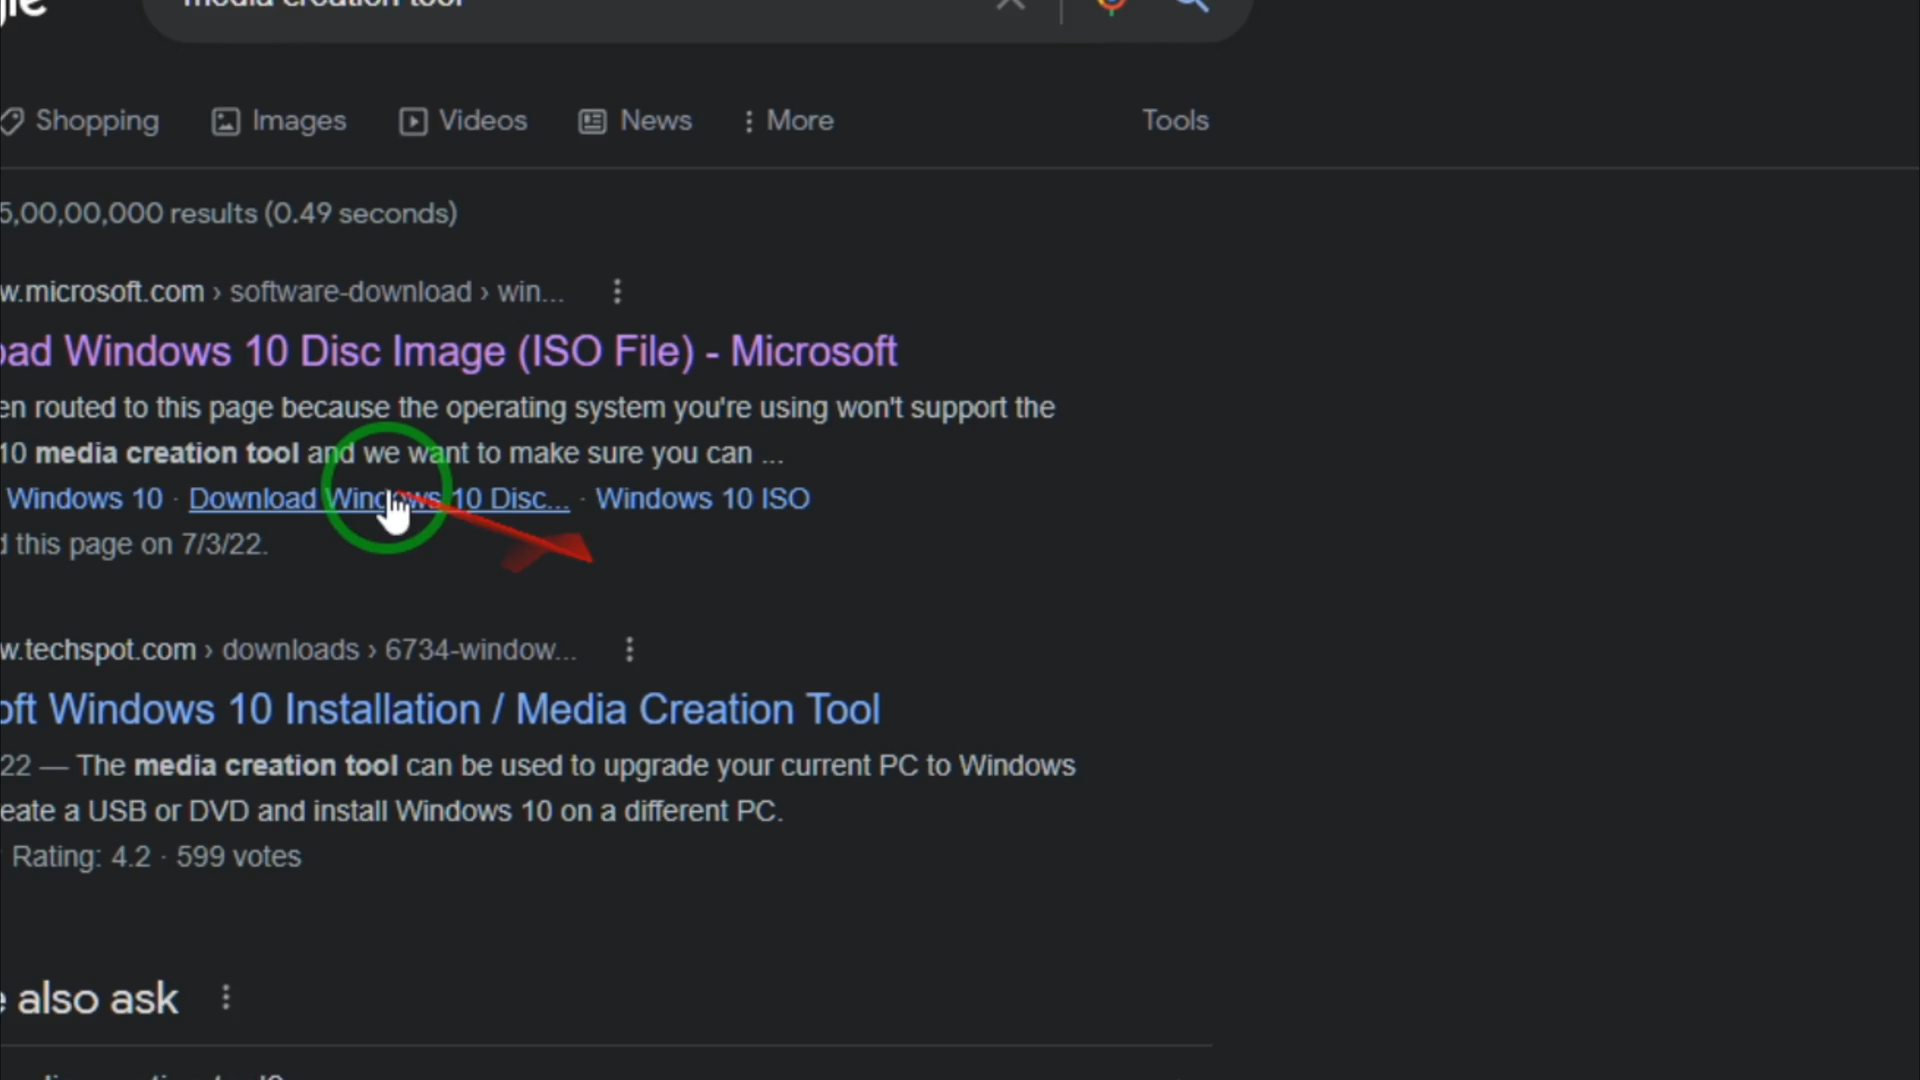 media creation tool
Shopping Images Videos News More Tools
5,00,00,000 results (0.49 seconds)
w.microsoft.com › software-download › win...
ad Windows 10 Disc Image (ISO File) - Microsoft
en routed to this page because the operating system you're using won't support the
10 media creation tool and we want to make sure you can ...
Windows 10 · Download Windows 10 Disc... · Windows 10 ISO
d this page on 7/3/22.
w.techspot.com › downloads › 6734-window...
oft Windows 10 Installation / Media Creation Tool
22 — The media creation tool can be used to upgrade your current PC to Windows
eate a USB or DVD and install Windows 10 on a different PC.
Rating: 4.2 · 599 votes
e also ask